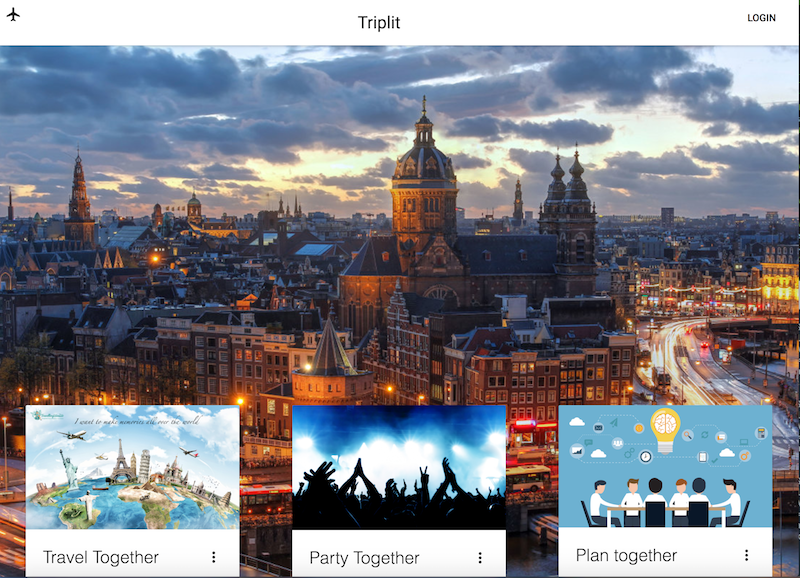 Triplit
LOGIN
I want to make memories all over the world
Travel Together
Party Together
Plan together